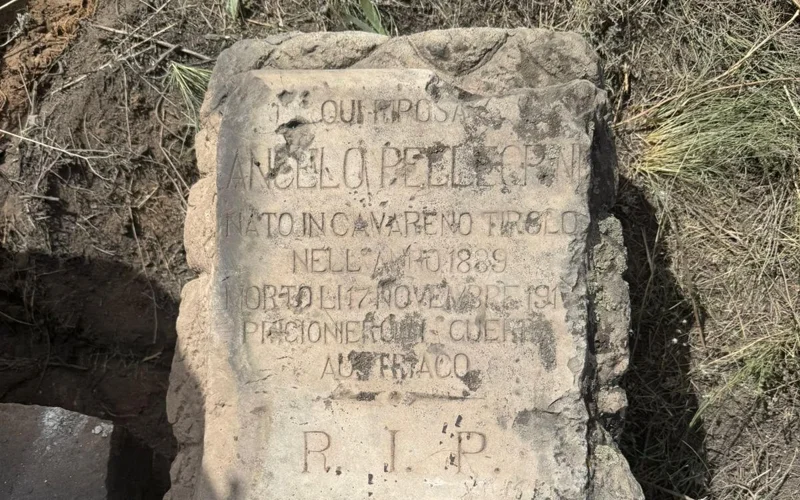 QUI RIPOSA
ANGELO PELLEGRINI
NATO IN CAVARENO TIROLO
NELL'ANNO 1889
MORTO LI 17 NOVEMBRE 191
PRIGIONIERO DI GUERRA
AUSTRIACO
R. I. P.